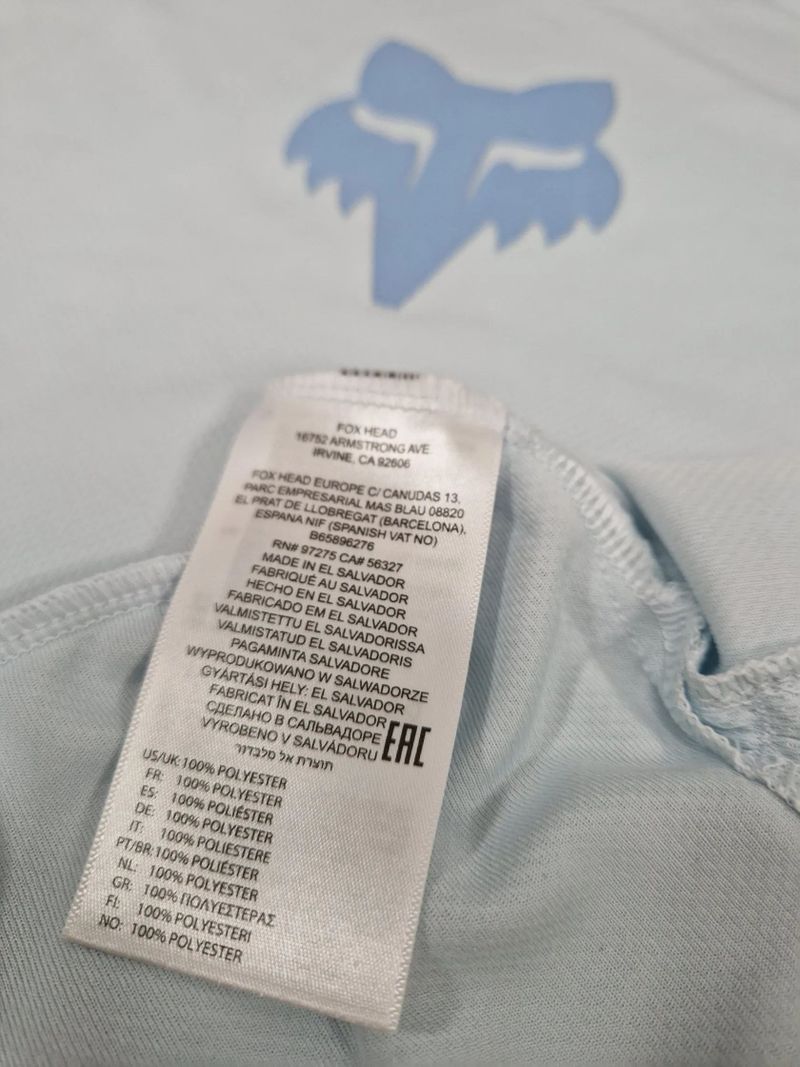 FOX HEAD
16752 ARMSTRONG AVE.
IRVINE, CA 92606
FOX HEAD EUROPE C/ CANUDAS 13,
PARC EMPRESARIAL MAS BLAU 08820
EL PRAT DE LLOBREGAT (BARCELONA),
ESPANA NIF (SPANISH VAT NO)
B65896276
RN# 97275 CA# 56327
MADE IN EL SALVADOR
FABRIQUÉ AU SALVADOR
HECHO EN EL SALVADOR
FABRICADO EM EL SALVADOR
VALMISTETTU EL SALVADORISSA
VALMISTATUD EL SALVADORIS
PAGAMINTA SALVADORE
WYPRODUKOWANO W SALWADORZE
GYÁRTÁSI HELY: EL SALVADOR
FABRICAT ÎN EL SALVADOR
СДЕЛАНО В САЛЬВАДОРЕ
VYROBENO V SALVÁDORU EAC
תוצרת אל סלבדור
US/UK: 100% POLYESTER
FR: 100% POLYESTER
ES: 100% POLIÉSTER
DE: 100% POLYESTER
IT: 100% POLIESTERE
PT/BR: 100% POLIÉSTER
NL: 100% POLYESTER
GR: 100% ΠΟΛΥΕΣΤΕΡΑΣ
FI: 100% POLYESTERI
NO: 100% POLYESTER